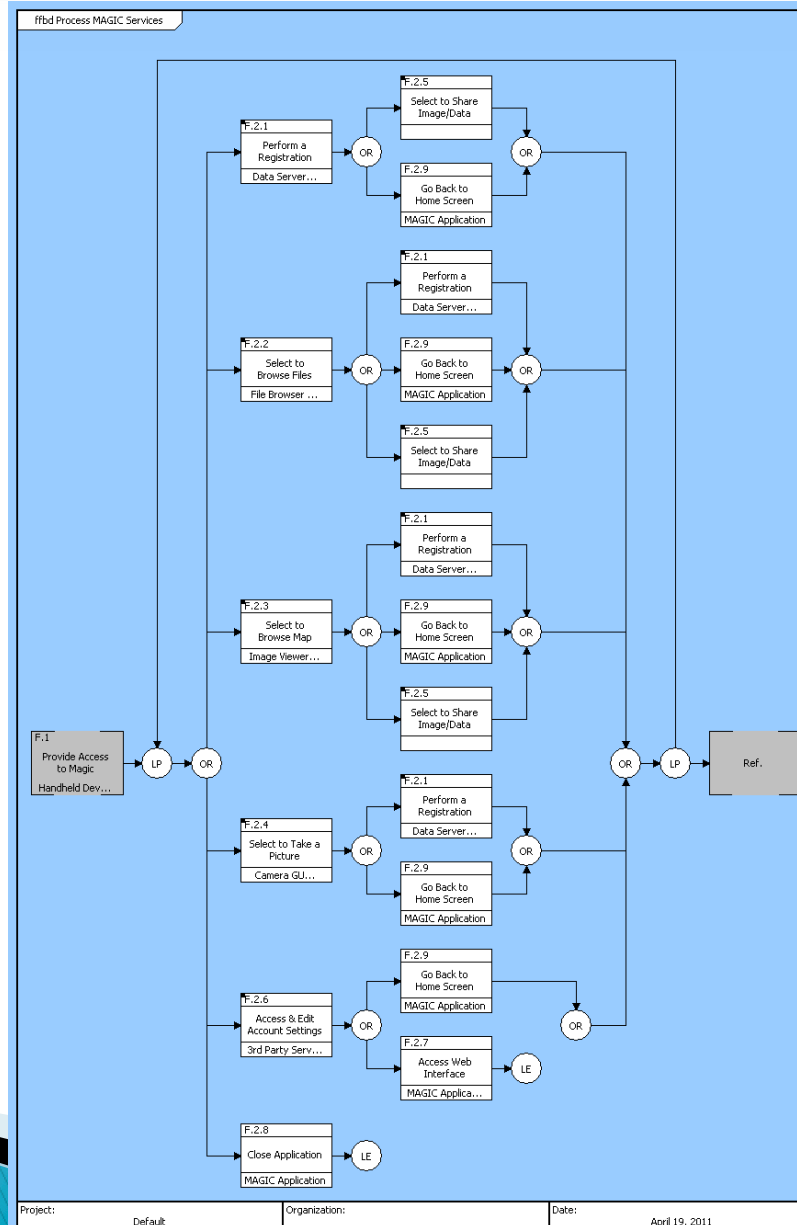 ffbd Process MAGIC Services
F.2.5
Select to Share
Image/Data
F.2.1
Perform a
Registration
Data Server...
OR
OR
F.2.9
Go Back to
Home Screen
MAGIC Application
F.2.1
Perform a
Registration
Data Server...
F.2.2
Select to
Browse Files
File Browser ...
OR
F.2.9
Go Back to
Home Screen
MAGIC Application
OR
F.2.5
Select to Share
Image/Data
F.2.1
Perform a
Registration
Data Server...
F.2.3
Select to
Browse Map
Image Viewer...
OR
F.2.9
Go Back to
Home Screen
MAGIC Application
OR
F.2.5
Select to Share
Image/Data
F.1
Provide Access
to Magic
Handheld Dev...
LP
OR
OR
LP
Ref.
F.2.1
Perform a
Registration
Data Server...
F.2.4
Select to Take a
Picture
Camera GU...
OR
OR
F.2.9
Go Back to
Home Screen
MAGIC Application
F.2.9
Go Back to
Home Screen
MAGIC Application
F.2.6
Access & Edit
Account Settings
3rd Party Serv...
OR
OR
F.2.7
Access Web
Interface
MAGIC Applica...
LE
F.2.8
Close Application
MAGIC Application
LE
Project:
Default
Organization:
Date:
April 19, 2011